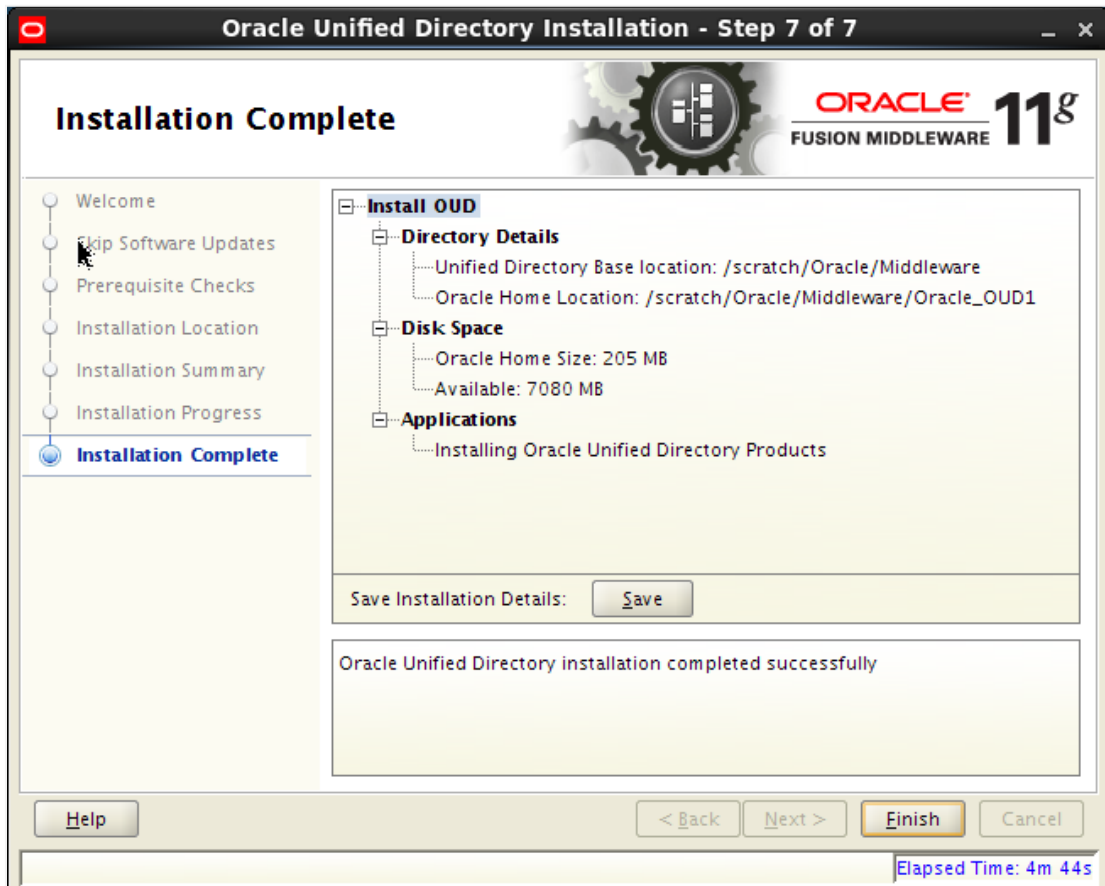 Oracle Unified Directory Installation - Step 7 of 7
Installation Complete
ORACLE
FUSION MIDDLEWARE 11g
Welcome
Skip Software Updates
Prerequisite Checks
Installation Location
Installation Summary
Installation Progress
Installation Complete
Install OUD
Directory Details
Unified Directory Base location: /scratch/Oracle/Middleware
Oracle Home Location: /scratch/Oracle/Middleware/Oracle_OUD1
Disk Space
Oracle Home Size: 205 MB
Available: 7080 MB
Applications
Installing Oracle Unified Directory Products
Save Installation Details: Save
Oracle Unified Directory installation completed successfully
Help < Back Next > Finish Cancel
Elapsed Time: 4m 44s